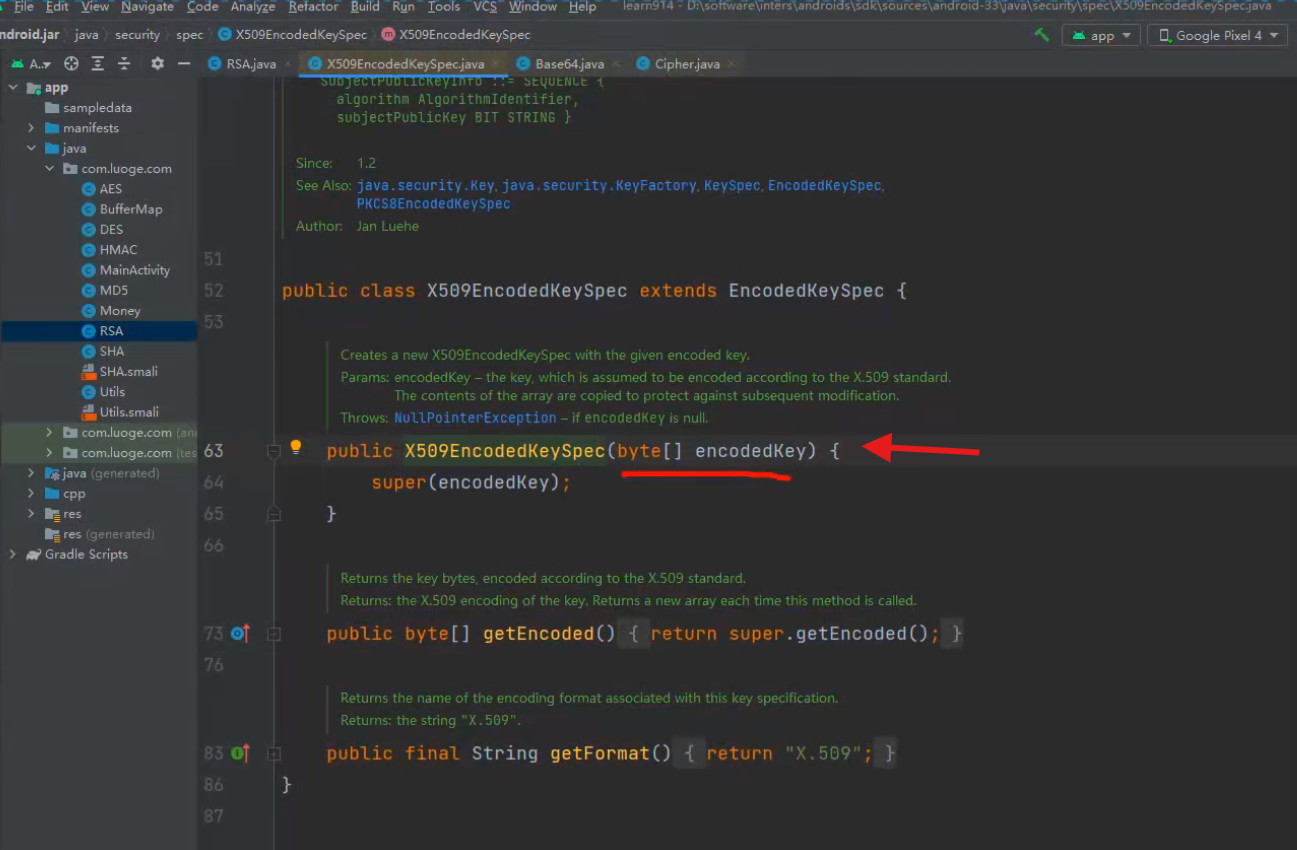 File Edit View Navigate Code Analyze Refactor Build Run Tools VCS Window Help learn914 - D:\software\inters\androids\sdk\sources\android-33\java\security\spec\X509EncodedKeySpec.java
ndroid.jar java security spec X509EncodedKeySpec X509EncodedKeySpec app Google Pixel 4
A.. RSA.java X509EncodedKeySpec.java Base64.java Cipher.java
app
sampledata
manifests
java
com.luoge.com
AES
BufferMap
DES
HMAC
MainActivity
MD5
Money
RSA
SHA
SHA.smali
Utils
Utils.smali
com.luoge.com (an
com.luoge.com (tes
java (generated)
cpp
res
res (generated)
Gradle Scripts
SubjectPublicKeyInfo ::= SEQUENCE {
algorithm AlgorithmIdentifier,
subjectPublicKey BIT STRING }
Since: 1.2
See Also: java.security.Key, java.security.KeyFactory, KeySpec, EncodedKeySpec,
PKCS8EncodedKeySpec
Author: Jan Luehe
51
52 public class X509EncodedKeySpec extends EncodedKeySpec {
53
Creates a new X509EncodedKeySpec with the given encoded key.
Params: encodedKey – the key, which is assumed to be encoded according to the X.509 standard.
The contents of the array are copied to protect against subsequent modification.
Throws: NullPointerException – if encodedKey is null.
63 public X509EncodedKeySpec(byte[] encodedKey) {
64 super(encodedKey);
65 }
66
Returns the key bytes, encoded according to the X.509 standard.
Returns: the X.509 encoding of the key. Returns a new array each time this method is called.
73 public byte[] getEncoded() { return super.getEncoded(); }
76
Returns the name of the encoding format associated with this key specification.
Returns: the string "X.509".
83 public final String getFormat() { return "X.509"; }
86 }
87